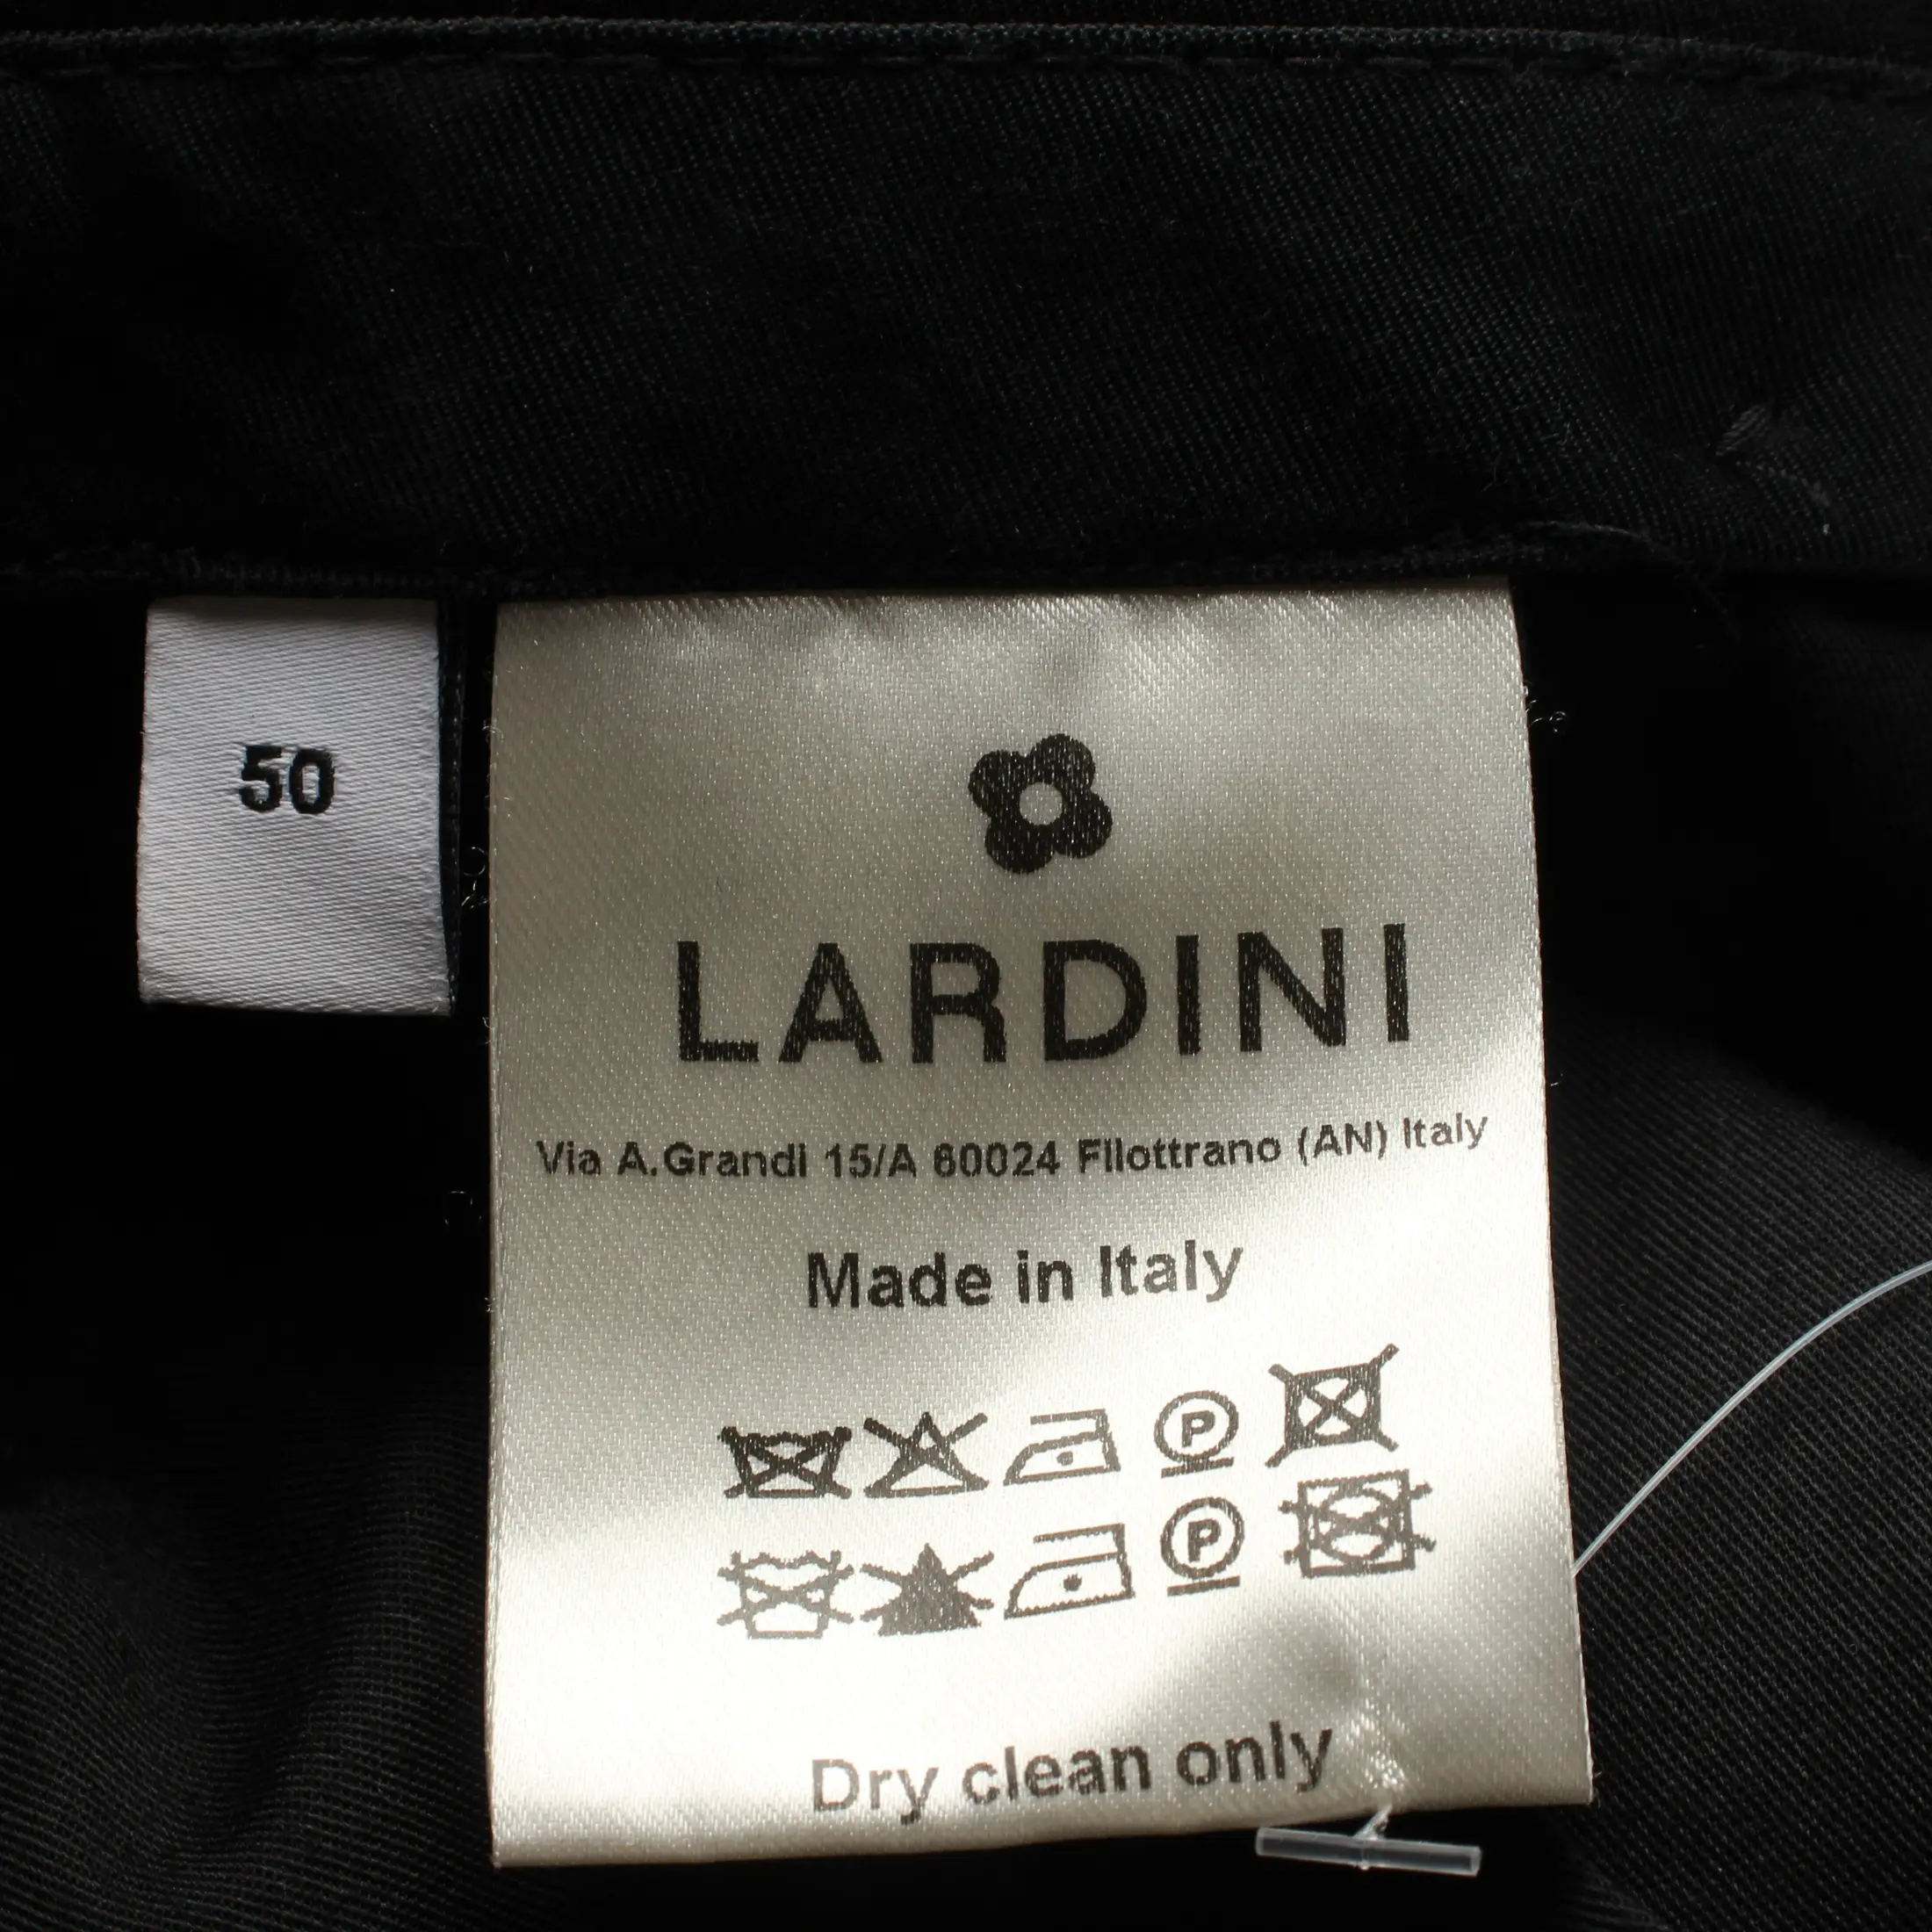 50
LARDINI
Via A.Grandi 15/A 60024 Filottrano (AN) Italy
Made in Italy
P
P
Dry clean only